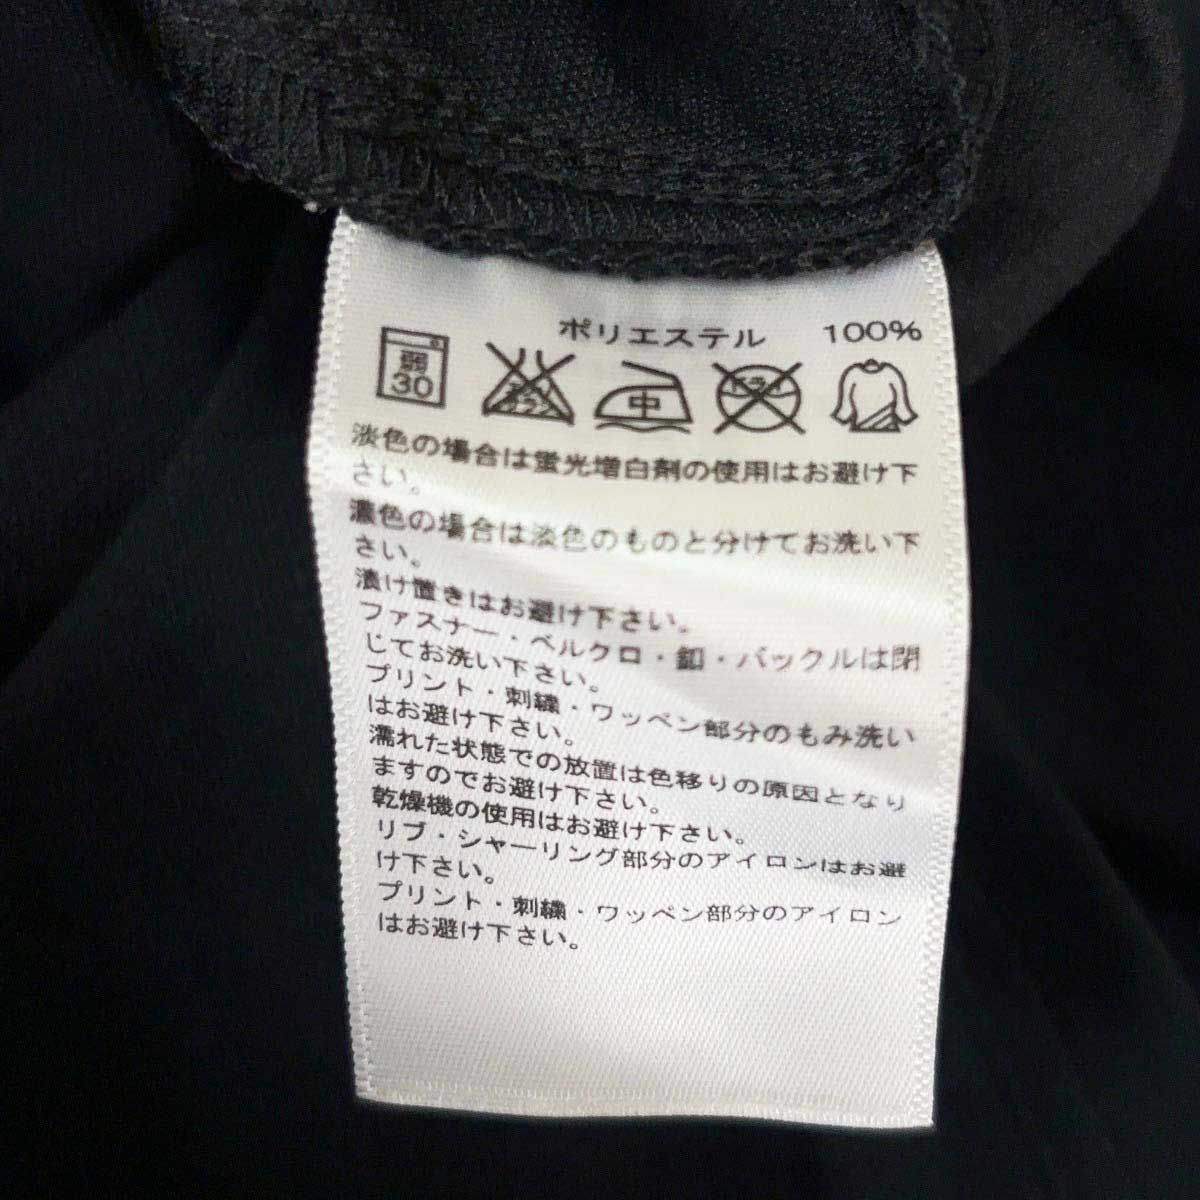 ポリエステル 100%
弱
30
エンソ
サラシ
中
ドライ
淡色の場合は蛍光増白剤の使用はお避け下
さい。
濃色の場合は淡色のものと分けてお洗い下
さい。
漬け置きはお避け下さい。
ファスナー・ベルクロ・釦・バックルは閉
じてお洗い下さい。
プリント・刺繍・ワッペン部分のもみ洗い
はお避け下さい。
濡れた状態での放置は色移りの原因となり
ますのでお避け下さい。
乾燥機の使用はお避け下さい。
リブ・シャーリング部分のアイロンはお避
け下さい。
プリント・刺繍・ワッペン部分のアイロン
はお避け下さい。